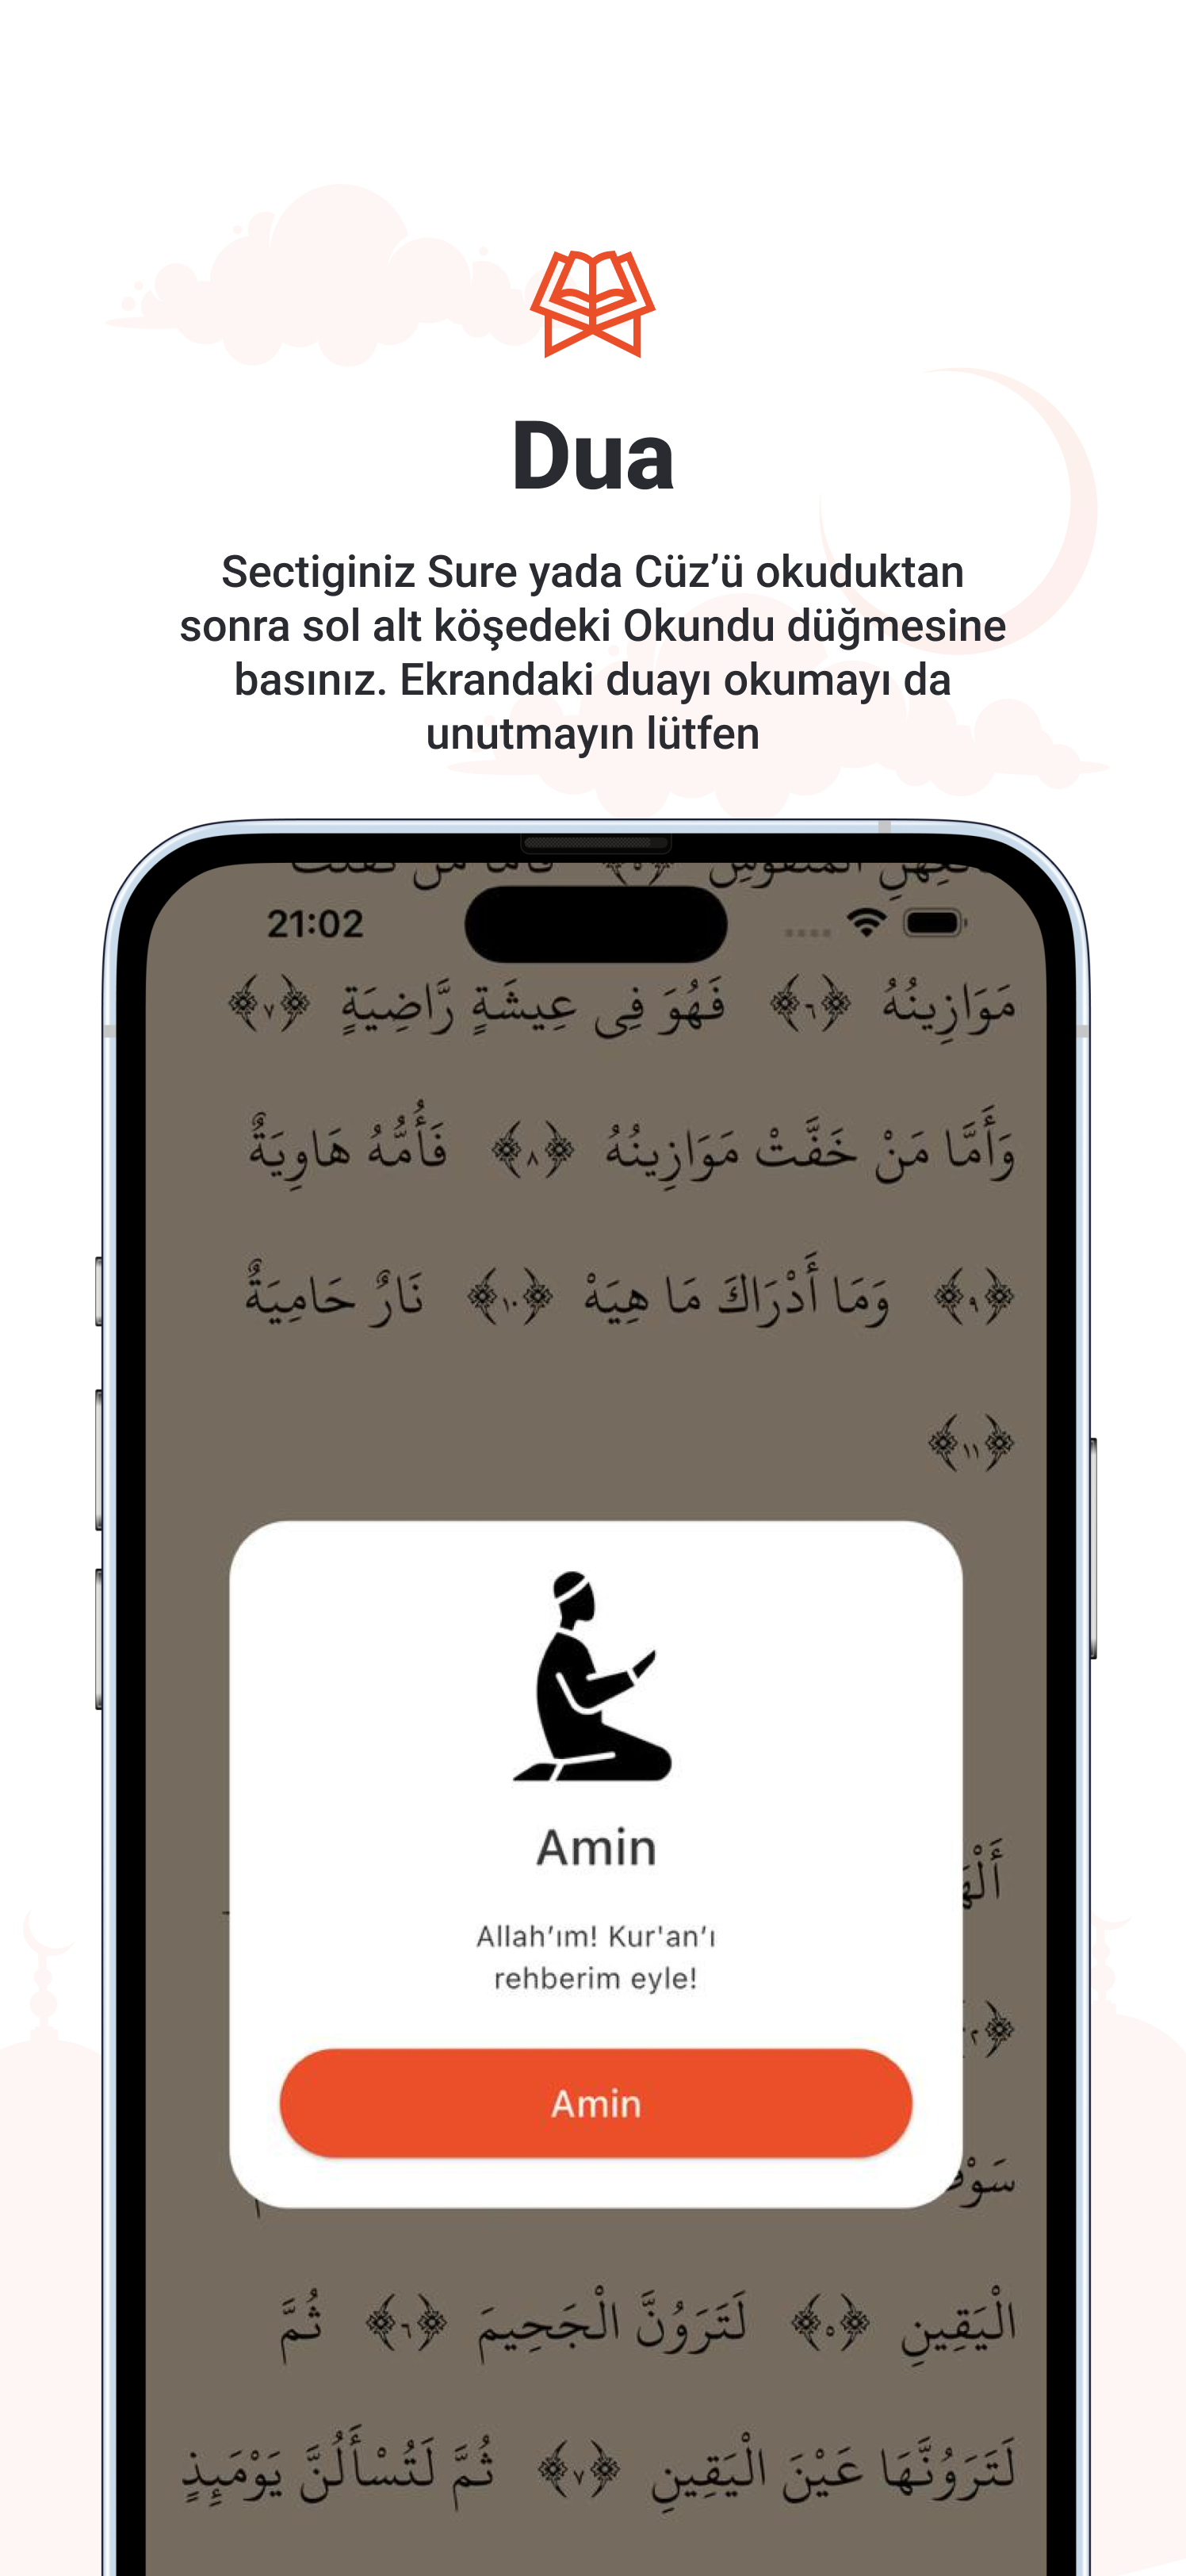 Dua
Sectiginiz Sure yada Cüz’ü okuduktan
sonra sol alt köşedeki Okundu düğmesine
basınız. Ekrandaki duayı okumayı da
unutmayın lütfen
21:02
مَوَازِينُهُ ﴿٦﴾ فَهُوَ فِى عِيشَةٍ رَّاضِيَةٍ ﴿٧﴾
وَأَمَّا مَنْ خَفَّتْ مَوَازِينُهُ ﴿٨﴾ فَأُمُّهُ هَاوِيَةٌ
﴿٩﴾ وَمَا أَدْرَاكَ مَا هِيَهْ ﴿١٠﴾ نَارٌ حَامِيَةٌ
﴿١١﴾
Amin
Allah’ım! Kur'an’ı
rehberim eyle!
Amin
الْيَقِينِ ﴿٥﴾ لَتَرَوُنَّ الْجَحِيمَ ﴿٦﴾ ثُمَّ
لَتَرَوُنَّهَا عَيْنَ الْيَقِينِ ﴿٧﴾ ثُمَّ لَتُسْأَلُنَّ يَوْمَئِذٍ